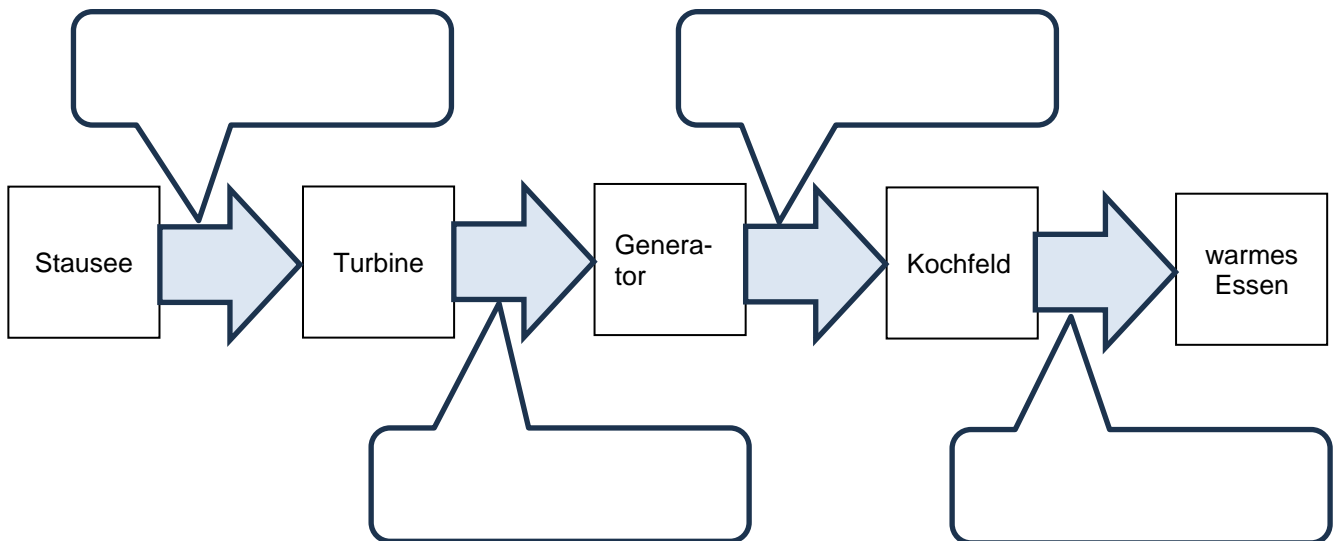 Stausee
Turbine
Genera-
tor
Kochfeld
warmes
Essen